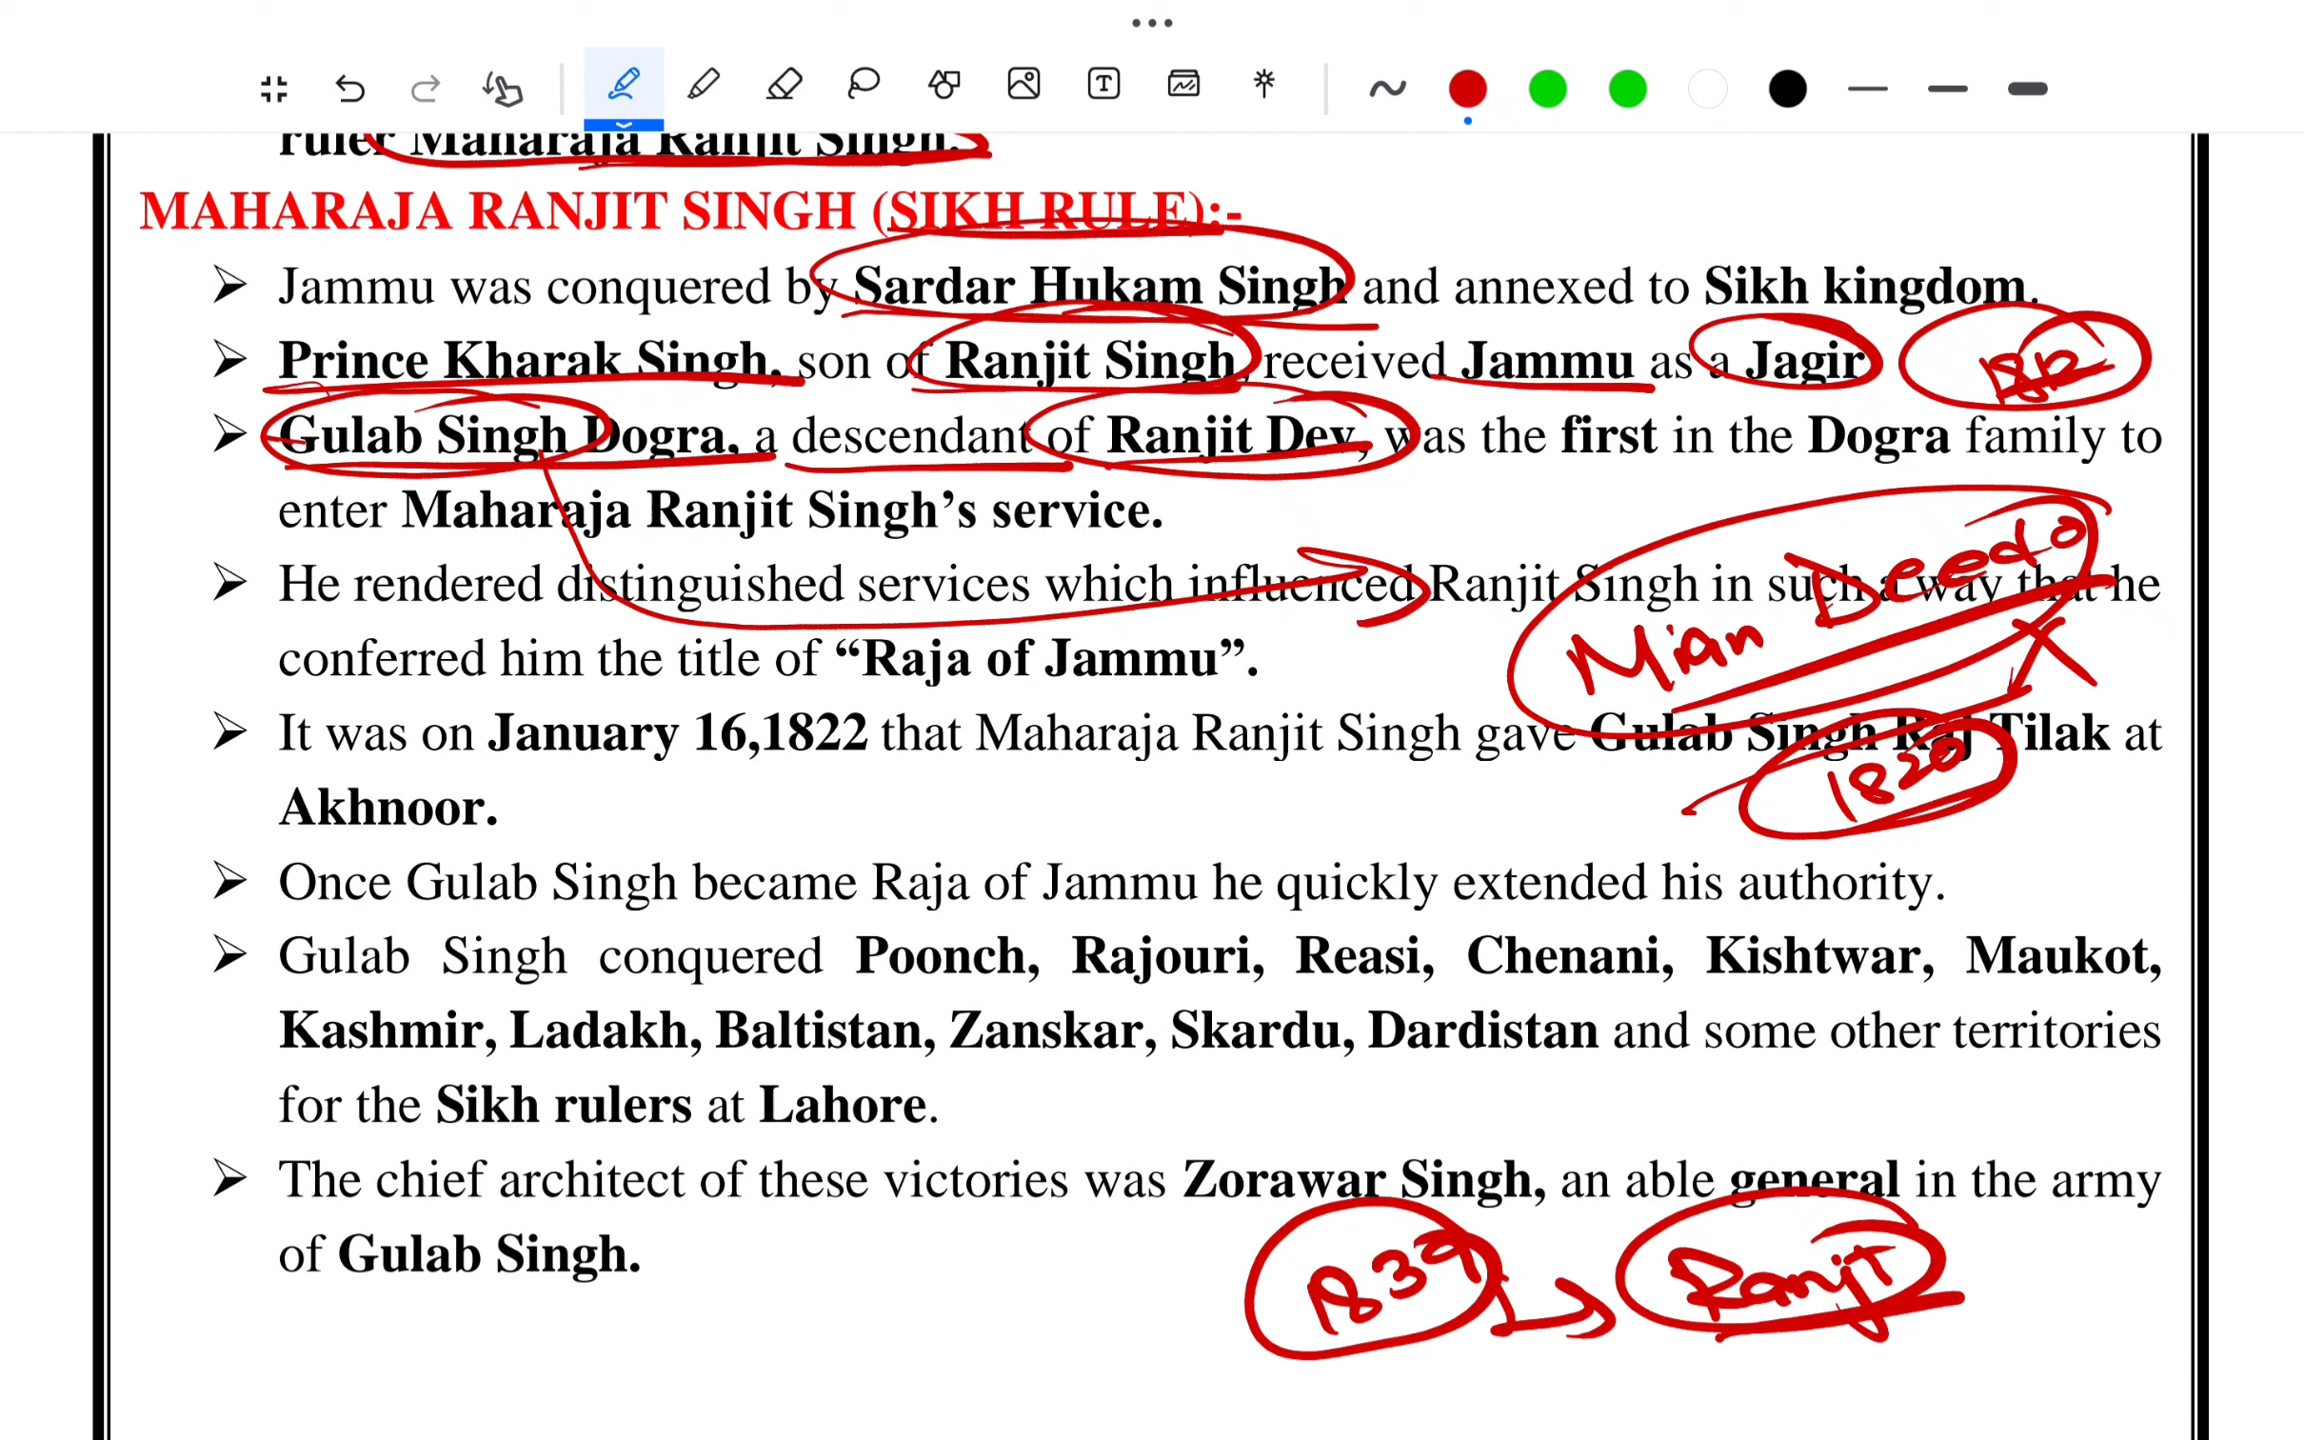 ruler Maharaja Ranjit Singh.
MAHARAJA RANJIT SINGH (SIKH RULE):-
➢ Jammu was conquered by Sardar Hukam Singh and annexed to Sikh kingdom.
➢ Prince Kharak Singh, son of Ranjit Singh, received Jammu as a Jagir
➢ Gulab Singh Dogra, a descendant of Ranjit Dev, was the first in the Dogra family to
enter Maharaja Ranjit Singh’s service.
➢ He rendered distinguished services which influenced Ranjit Singh in such a way that he
Mian Deedo
conferred him the title of “Raja of Jammu”.
➢ It was on January 16,1822 that Maharaja Ranjit Singh gave Gulab Singh Raj Tilak at
1820
Akhnoor.
➢ Once Gulab Singh became Raja of Jammu he quickly extended his authority.
➢ Gulab Singh conquered Poonch, Rajouri, Reasi, Chenani, Kishtwar, Maukot,
Kashmir, Ladakh, Baltistan, Zanskar, Skardu, Dardistan and some other territories
for the Sikh rulers at Lahore.
➢ The chief architect of these victories was Zorawar Singh, an able general in the army
of Gulab Singh.
1839 Ranjit